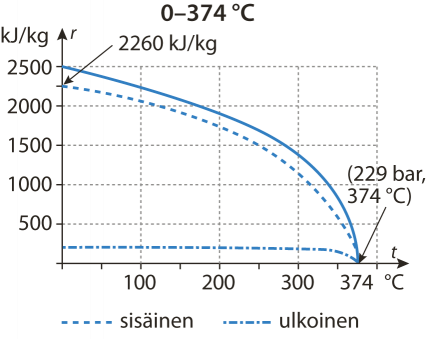 0–374 °C
kJ/kg
r
2260 kJ/kg
2500
2000
1500
1000
500
(229 bar,
374 °C)
t
100 200 300 374 °C
sisäinen ulkoinen